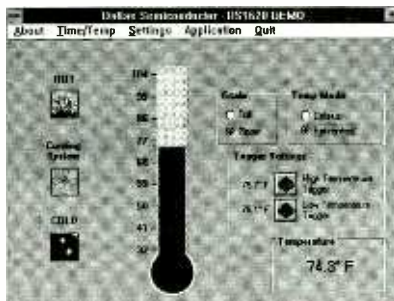 Dallas Semiconductor - DS1620 DEMO
About Time/Temp Settings Application Quit
HOT
104
95
86
77
68
59
50
41
32
System
COLD
Scale
Full
Temp Mode
Celsius
Fahrenheit
Trigger Settings
High Temperature
Trigger
Low Temperature
Trigger
Temperature
74.3° F